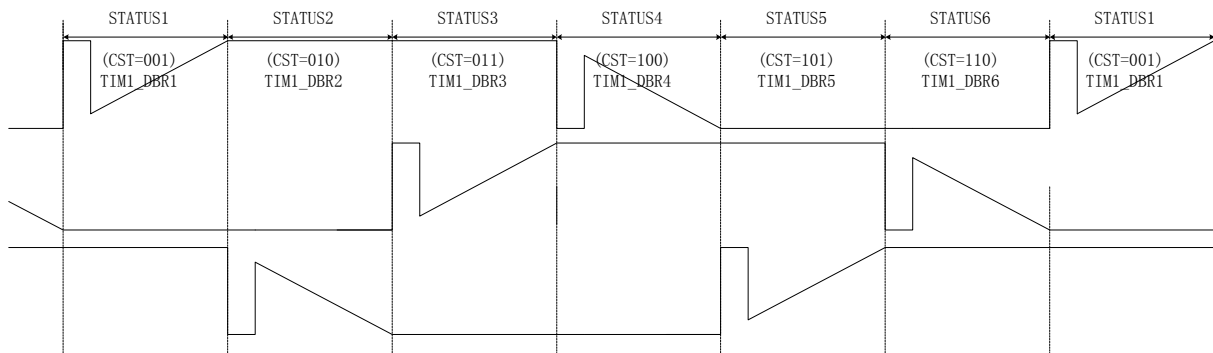 STATUS1 STATUS2 STATUS3 STATUS4 STATUS5 STATUS6 STATUS1
(CST=001) (CST=010) (CST=011) (CST=100) (CST=101) (CST=110) (CST=001)
TIM1_DBR1 TIM1_DBR2 TIM1_DBR3 TIM1_DBR4 TIM1_DBR5 TIM1_DBR6 TIM1_DBR1